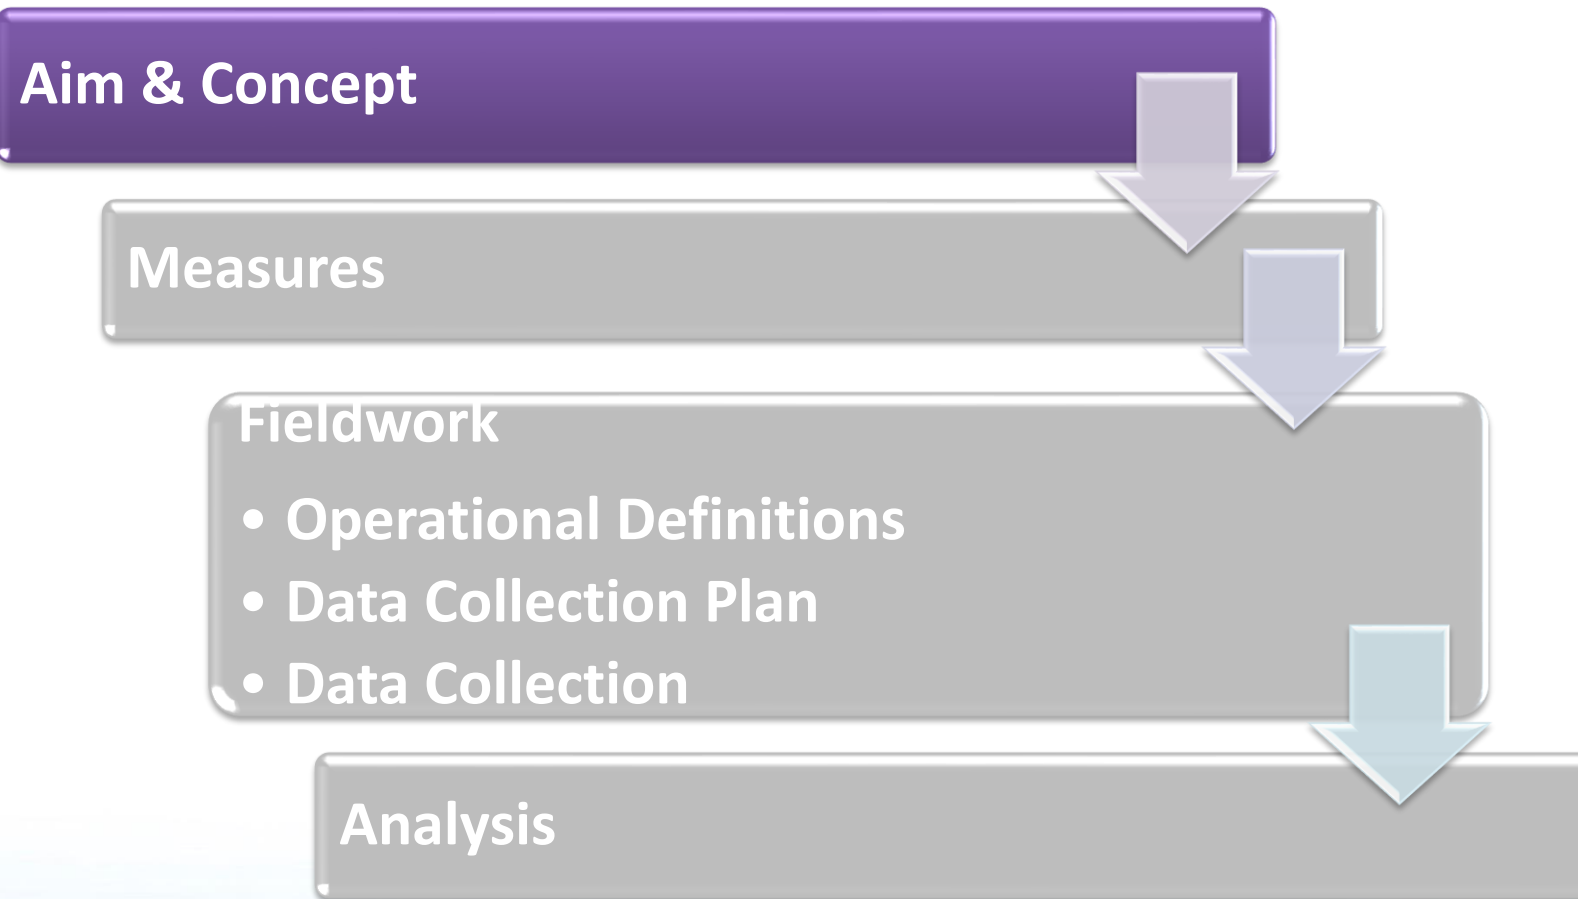 Aim & Concept
Measures
Fieldwork
• Operational Definitions
• Data Collection Plan
• Data Collection
Analysis